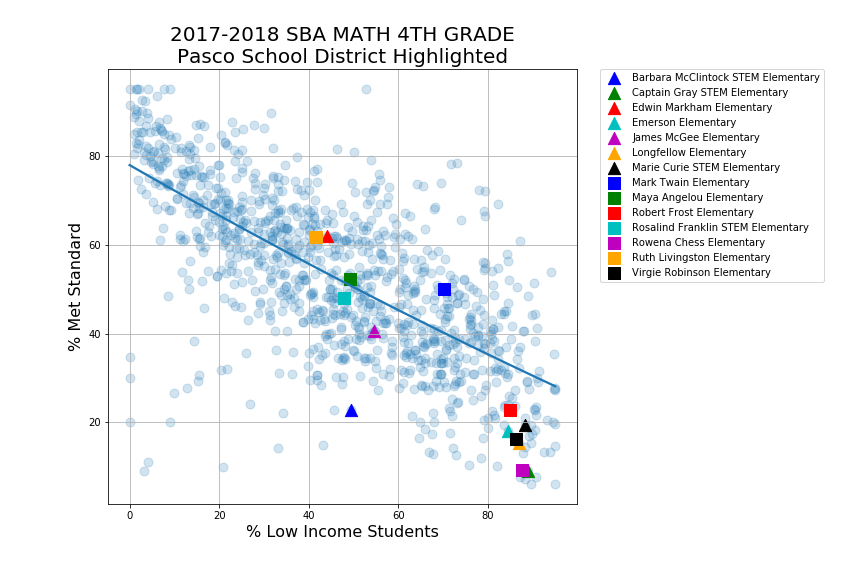 2017-2018 SBA MATH 4TH GRADE
Pasco School District Highlighted
% Met Standard
80
60
40
20
0
20
40
60
80
% Low Income Students
Barbara McClintock STEM Elementary
Captain Gray STEM Elementary
Edwin Markham Elementary
Emerson Elementary
James McGee Elementary
Longfellow Elementary
Marie Curie STEM Elementary
Mark Twain Elementary
Maya Angelou Elementary
Robert Frost Elementary
Rosalind Franklin STEM Elementary
Rowena Chess Elementary
Ruth Livingston Elementary
Virgie Robinson Elementary